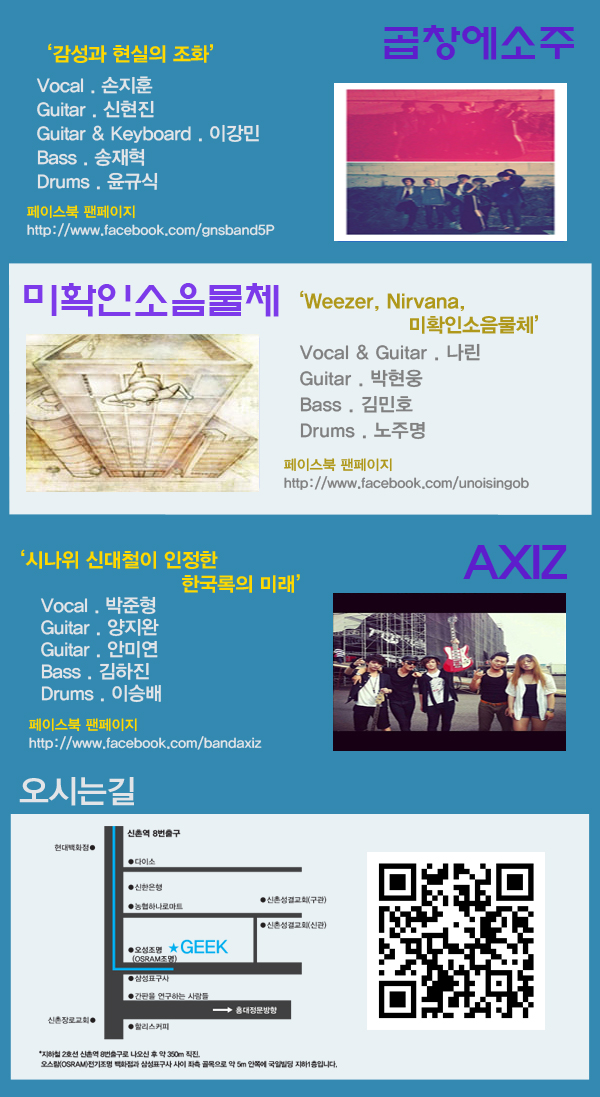 곱창에소주
‘감성과 현실의 조화’
Vocal . 손지훈
Guitar . 신현진
Guitar & Keyboard . 이강민
Bass . 송재혁
Drums . 윤규식
페이스북 팬페이지
http://www.facebook.com/gnsband5P
미확인소음물체
‘Weezer, Nirvana,
미확인소음물체’
Vocal & Guitar . 나린
Guitar . 박현웅
Bass . 김민호
Drums . 노주명
페이스북 팬페이지
http://www.facebook.com/unoisingob
‘시나위 신대철이 인정한
한국록의 미래’
AXIZ
Vocal . 박준형
Guitar . 양지완
Guitar . 안미연
Bass . 김하진
Drums . 이승배
페이스북 팬페이지
http://www.facebook.com/bandaxiz
오시는길
신촌역 8번출구
현대백화점●
●다이소
●신한은행
●농협하나로마트
●신촌성결교회(구관)
●신촌성결교회(신관)
●오성조명
(OSRAM조명)
★GEEK
●삼성표구사
●간판을 연구하는 사람들
홍대정문방향
신촌장로교회●
●할리스커피
*지하철 2호선 신촌역 8번출구로 나오신 후 약 350m 직진.
오스람(OSRAM)전기조명 백화점과 삼성표구사 사이 좌측 골목으로 약 5m 안쪽에 국일빌딩 지하1층입니다.